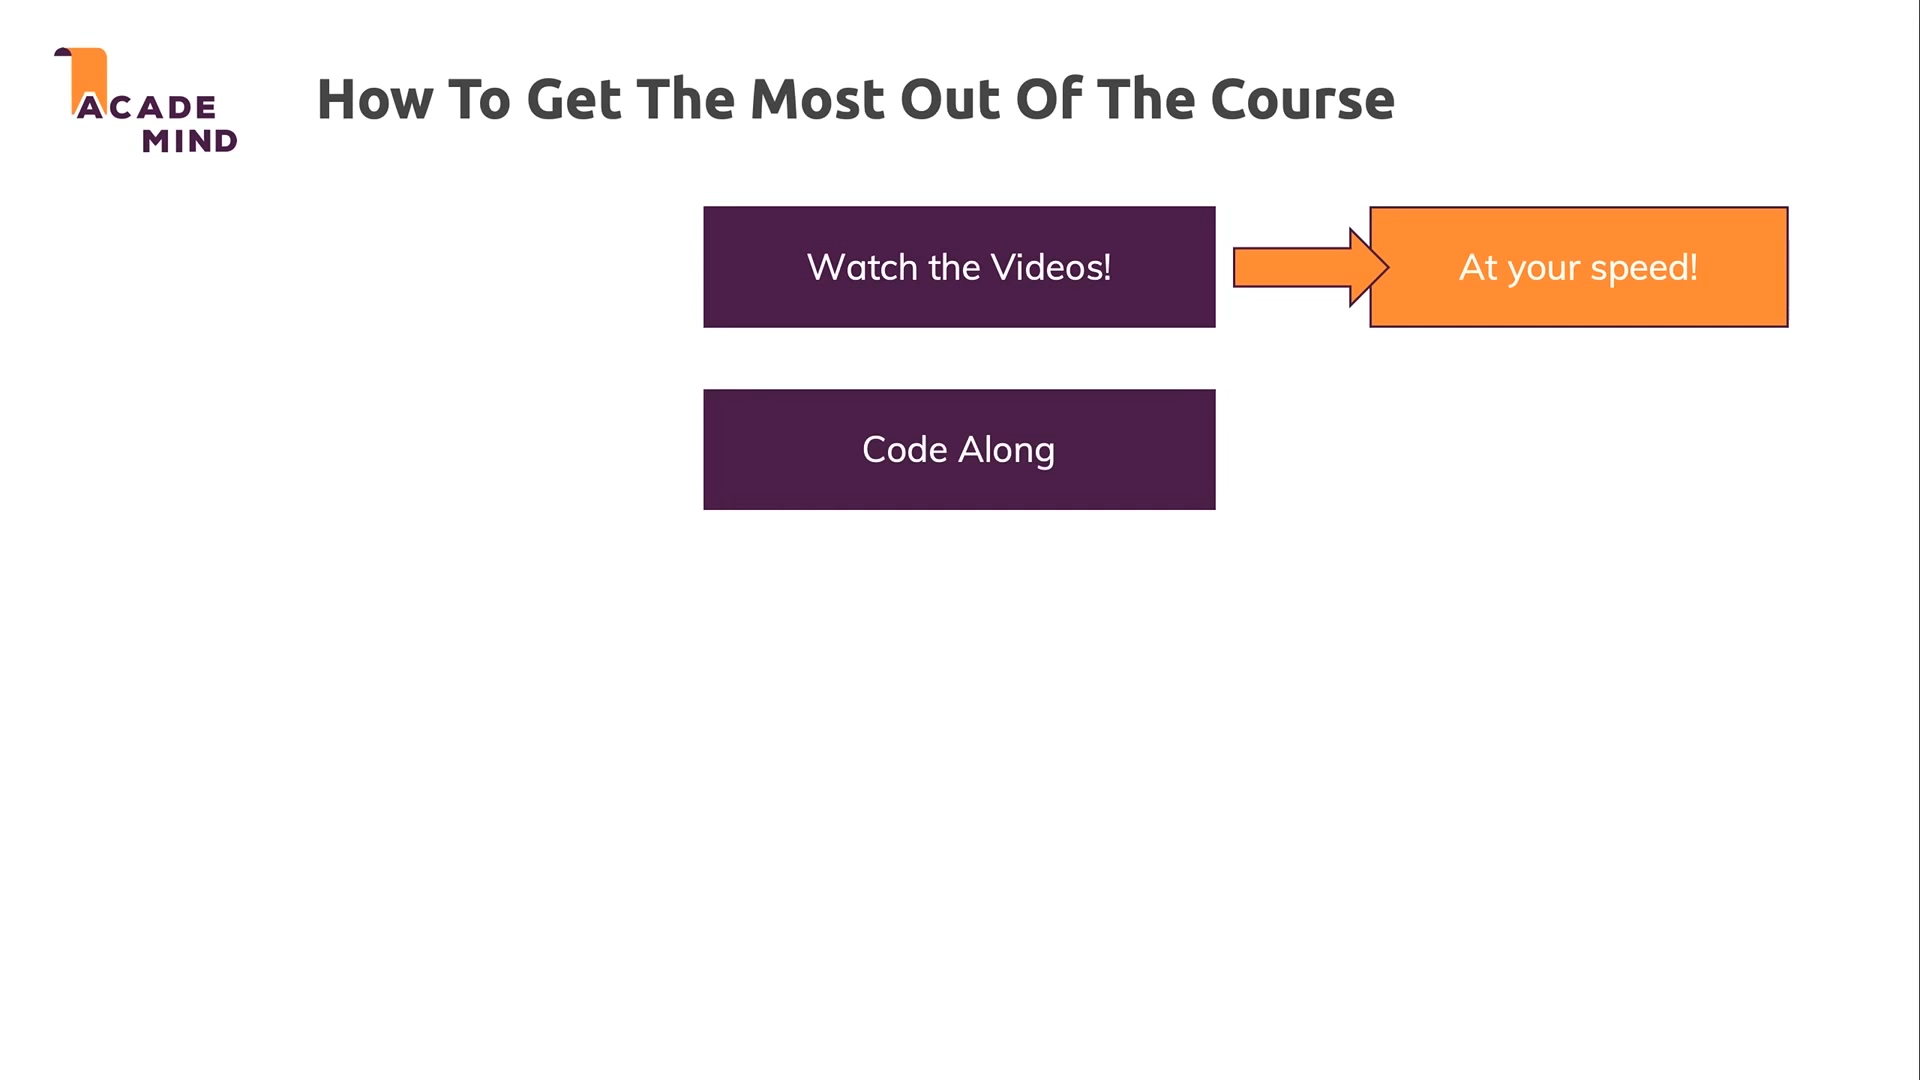 ACADE
MIND
How To Get The Most Out Of The Course
Watch the Videos!
At your speed!
Code Along